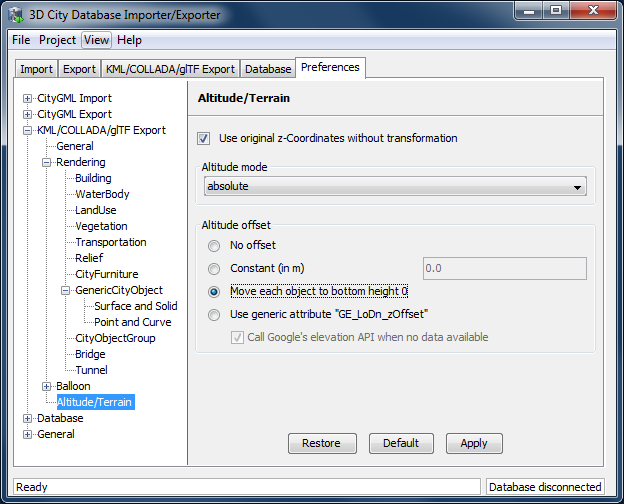 3D City Database Importer/Exporter
File Project View Help
Import Export KML/COLLADA/glTF Export Database Preferences
CityGML Import
CityGML Export
KML/COLLADA/glTF Export
General
Rendering
Building
WaterBody
LandUse
Vegetation
Transportation
Relief
CityFurniture
GenericCityObject
Surface and Solid
Point and Curve
CityObjectGroup
Bridge
Tunnel
Balloon
Altitude/Terrain
Database
General
Altitude/Terrain
Use original z-Coordinates without transformation
Altitude mode
absolute
Altitude offset
No offset
Constant (in m) 0.0
Move each object to bottom height 0
Use generic attribute "GE_LoDn_zOffset"
Call Google's elevation API when no data available
Restore Default Apply
Ready Database disconnected